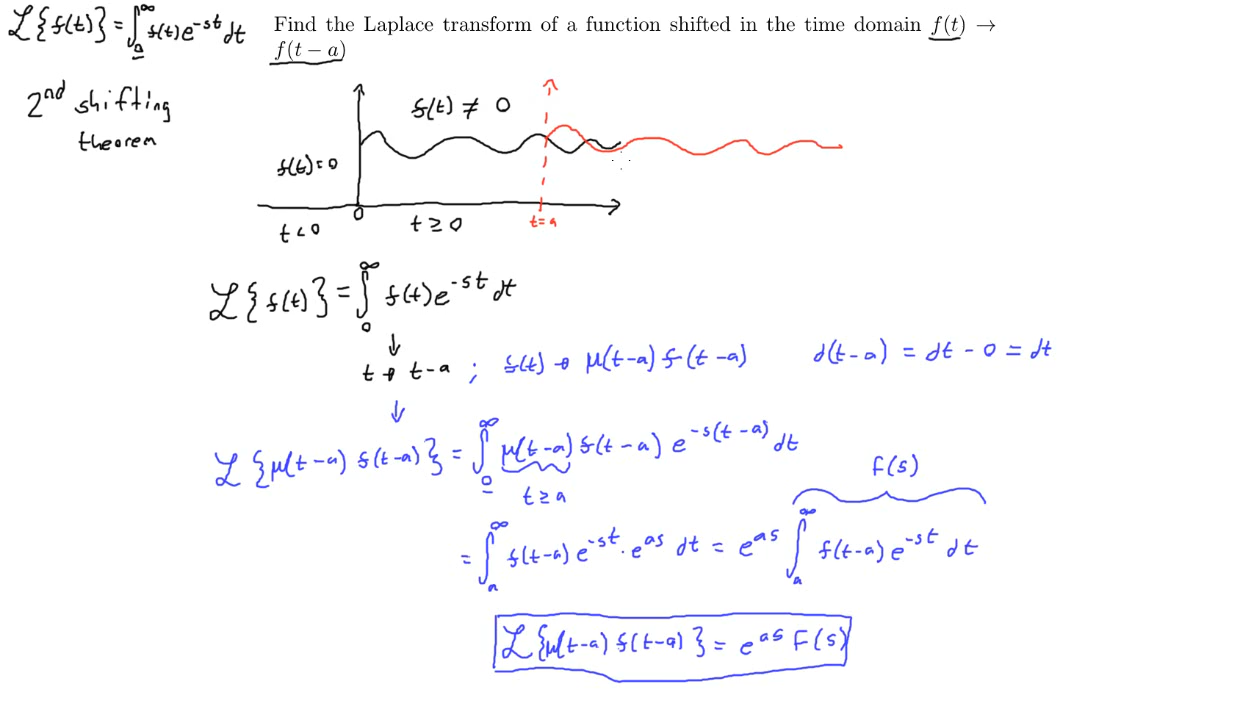 ℒ{f(t)} = ∫ₐ^∞ f(t)e^{-st} dt
Find the Laplace transform of a function shifted in the time domain f(t) →
f(t − a)
2nd shifting
theorem
f(t) ≠ 0
f(t) = 0
0
t < 0
t ≥ 0
t = a
ℒ{f(t)} = ∫₀^∞ f(t)e^{-st} dt
↓
t → t-a ; f(t) → μ(t-a) f(t-a) d(t-a) = dt - 0 = dt
↓
ℒ{μ(t-a) f(t-a)} = ∫₀^∞ μ(t-a) f(t-a) e^{-s(t-a)} dt
t ≥ a
F(s)
= ∫ₐ^∞ f(t-a) e^{-st} · e^{as} dt = e^{as} ∫ₐ^∞ f(t-a) e^{-st} dt
ℒ{μ(t-a) f(t-a)} = e^{as} F(s)